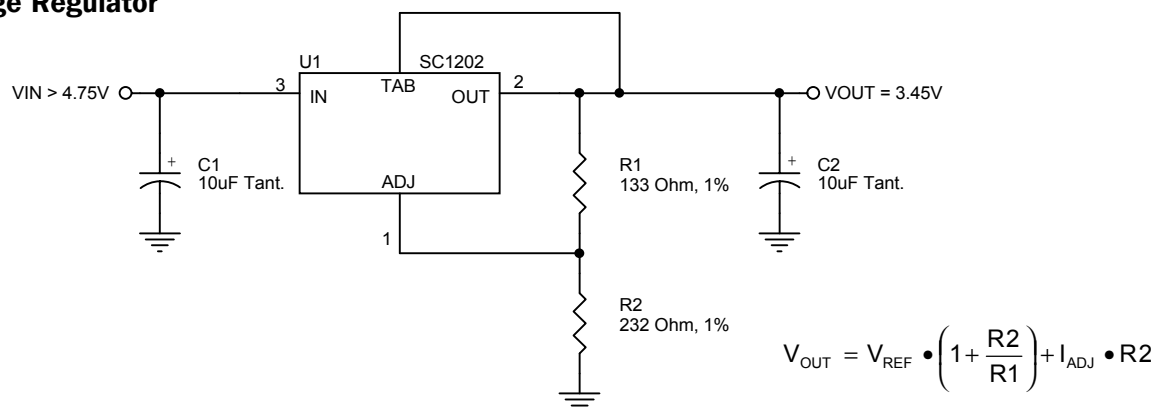 ge Regulator
U1
SC1202
VIN > 4.75V
3
IN
TAB
OUT
2
VOUT = 3.45V
C1
10uF Tant.
ADJ
1
R1
133 Ohm, 1%
C2
10uF Tant.
R2
232 Ohm, 1%
V_OUT = V_REF • (1 + R2/R1) + I_ADJ • R2
+
+